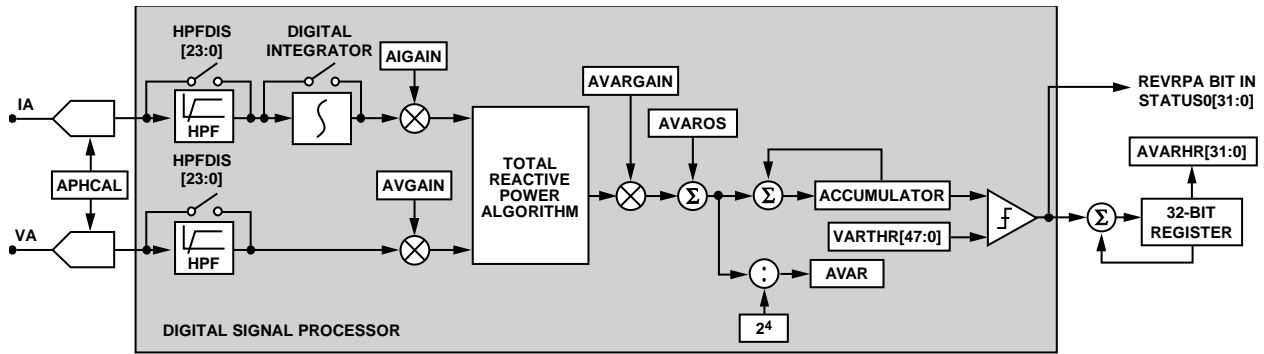 HPFDIS
[23:0]
DIGITAL
INTEGRATOR
AIGAIN
IA
HPF
REVRPA BIT IN
STATUS0[31:0]
AVARGAIN
AVAROS
AVARHR[31:0]
APHCAL
HPFDIS
[23:0]
AVGAIN
TOTAL
REACTIVE
POWER
ALGORITHM
Σ
Σ
ACCUMULATOR
Σ
32-BIT
REGISTER
VARTHR[47:0]
VA
HPF
:
AVAR
2⁴
DIGITAL SIGNAL PROCESSOR